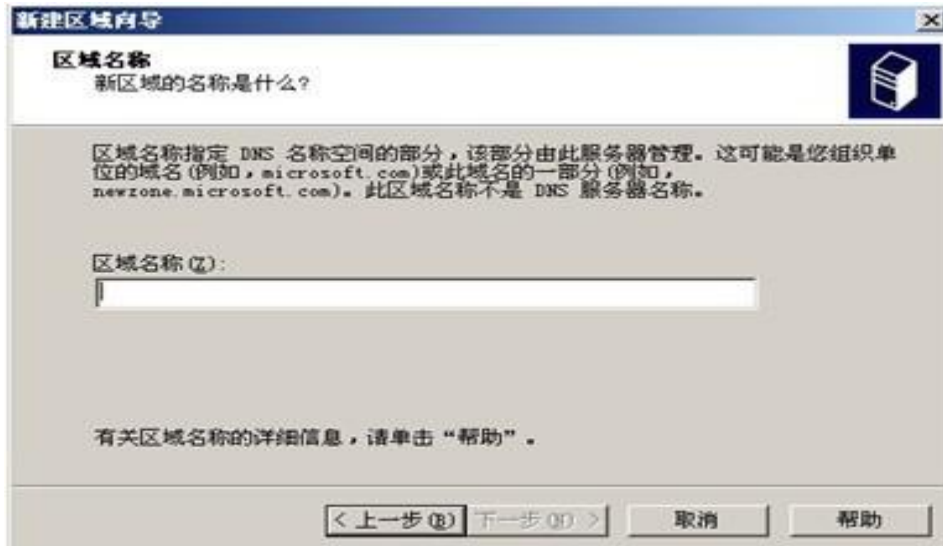 新建区域向导
区域名称
新区域的名称是什么?
区域名称指定 DNS 名称空间的部分，该部分由此服务器管理。这可能是您组织单
位的域名(例如，microsoft.com)或此域名的一部分(例如，
newzone.microsoft.com)。此区域名称不是 DNS 服务器名称。
区域名称(Z):
有关区域名称的详细信息，请单击“帮助”。
< 上一步(B) 下一步(N) > 取消 帮助